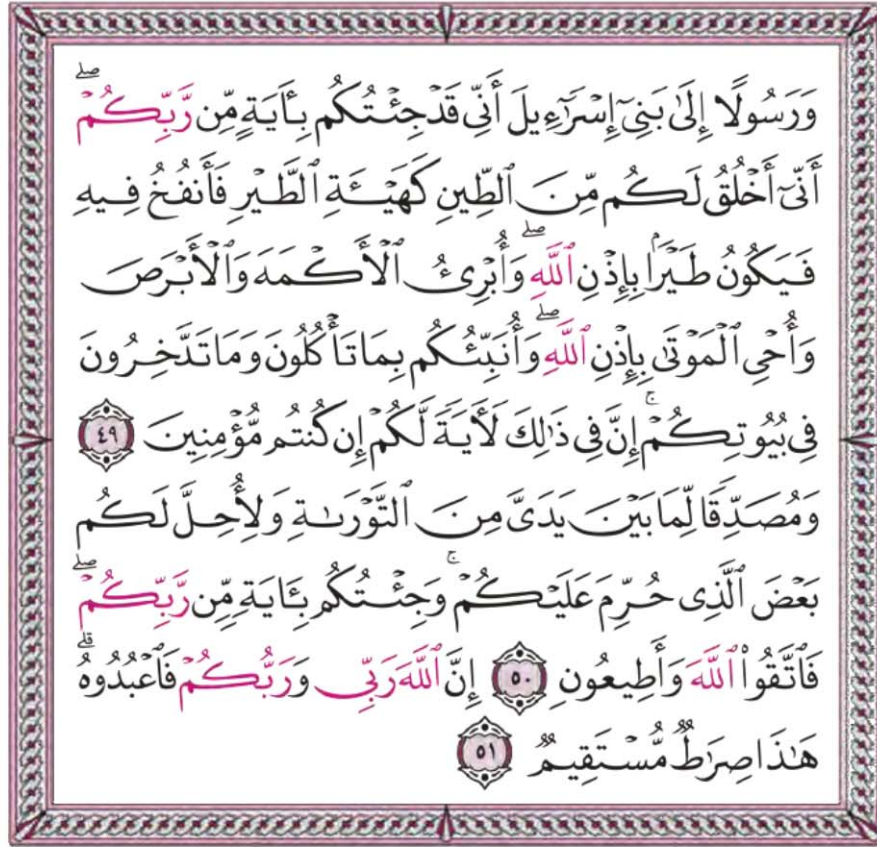 وَرَسُولًا إِلَىٰ بَنِىٓ إِسْرَٰٓءِيلَ أَنِّى قَدْ جِئْتُكُم بِـَٔايَةٍ مِّن رَّبِّكُمْ ۖ
أَنِّىٓ أَخْلُقُ لَكُم مِّنَ ٱلطِّينِ كَهَيْـَٔةِ ٱلطَّيْرِ فَأَنفُخُ فِيهِ
فَيَكُونُ طَيْرًۢا بِإِذْنِ ٱللَّهِ ۖ وَأُبْرِئُ ٱلْأَكْمَهَ وَٱلْأَبْرَصَ
وَأُحْىِ ٱلْمَوْتَىٰ بِإِذْنِ ٱللَّهِ ۖ وَأُنَبِّئُكُم بِمَا تَأْكُلُونَ وَمَا تَدَّخِرُونَ
فِى بُيُوتِكُمْ ۚ إِنَّ فِى ذَٰلِكَ لَـَٔايَةً لَّكُمْ إِن كُنتُم مُّؤْمِنِينَ ٤٩
وَمُصَدِّقًا لِّمَا بَيْنَ يَدَىَّ مِنَ ٱلتَّوْرَىٰةِ وَلِأُحِلَّ لَكُم
بَعْضَ ٱلَّذِى حُرِّمَ عَلَيْكُمْ ۚ وَجِئْتُكُم بِـَٔايَةٍ مِّن رَّبِّكُمْ ۖ
فَٱتَّقُوا۟ ٱللَّهَ وَأَطِيعُونِ ٥٠ إِنَّ ٱللَّهَ رَبِّى وَرَبُّكُمْ فَٱعْبُدُوهُ ۗ
هَٰذَا صِرَٰطٌ مُّسْتَقِيمٌ ٥١